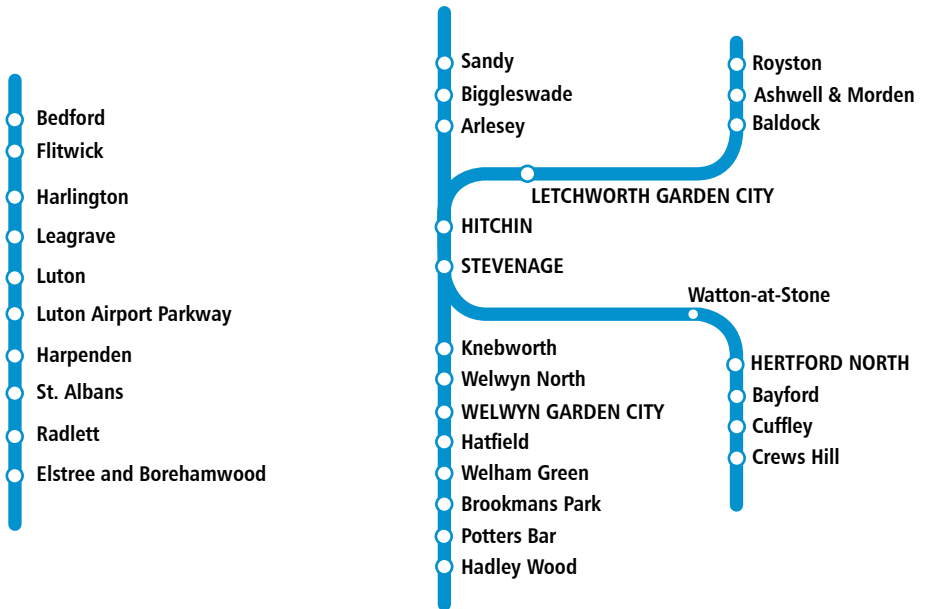 Bedford
Flitwick
Harlington
Leagrave
Luton
Luton Airport Parkway
Harpenden
St. Albans
Radlett
Elstree and Borehamwood
Sandy
Biggleswade
Arlesey
HITCHIN
STEVENAGE
Knebworth
Welwyn North
WELWYN GARDEN CITY
Hatfield
Welham Green
Brookmans Park
Potters Bar
Hadley Wood
Royston
Ashwell & Morden
Baldock
LETCHWORTH GARDEN CITY
Watton-at-Stone
HERTFORD NORTH
Bayford
Cuffley
Crews Hill